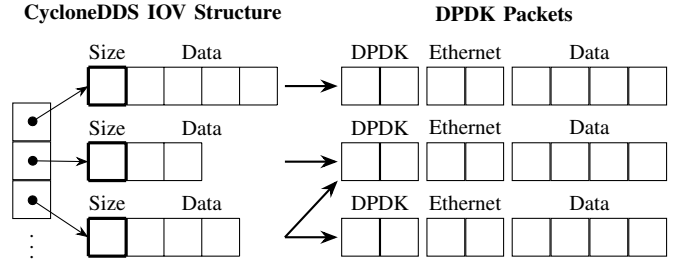 CycloneDDS IOV Structure DPDK Packets
Size Data DPDK Ethernet Data
Size Data DPDK Ethernet Data
Size Data DPDK Ethernet Data